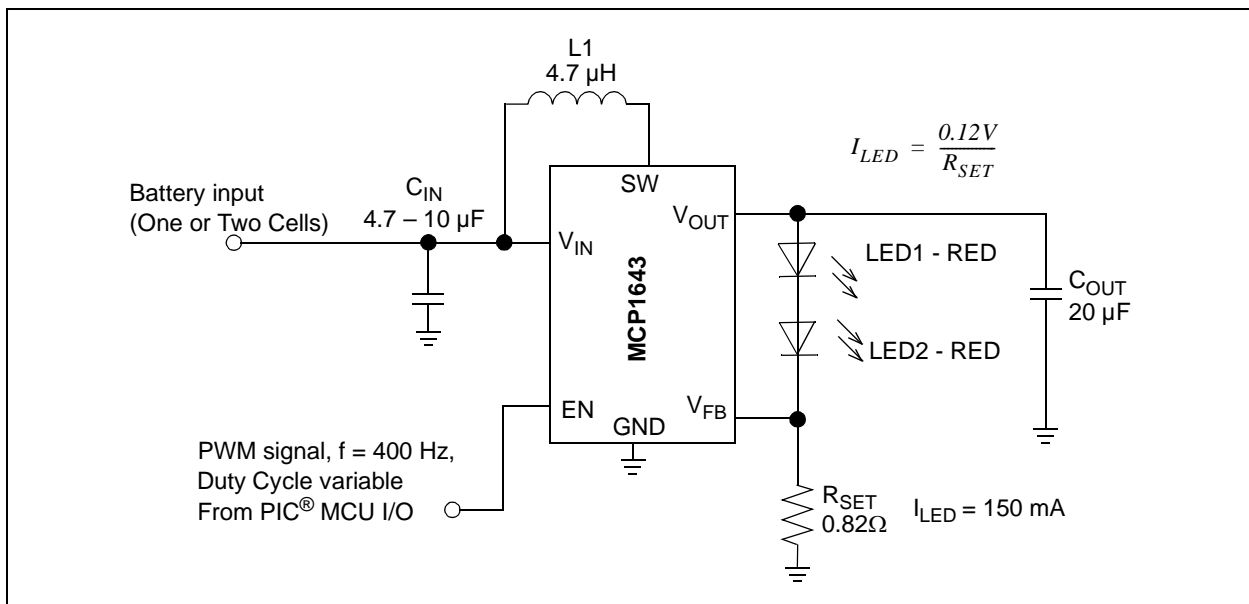 L1
4.7 µH
I_LED = 0.12V / R_SET
Battery input
(One or Two Cells)
C_IN
4.7 – 10 µF
SW
V_IN
V_OUT
MCP1643
LED1 - RED
C_OUT
20 µF
LED2 - RED
EN
V_FB
GND
PWM signal, f = 400 Hz,
Duty Cycle variable
From PIC® MCU I/O
R_SET
0.82Ω
I_LED = 150 mA